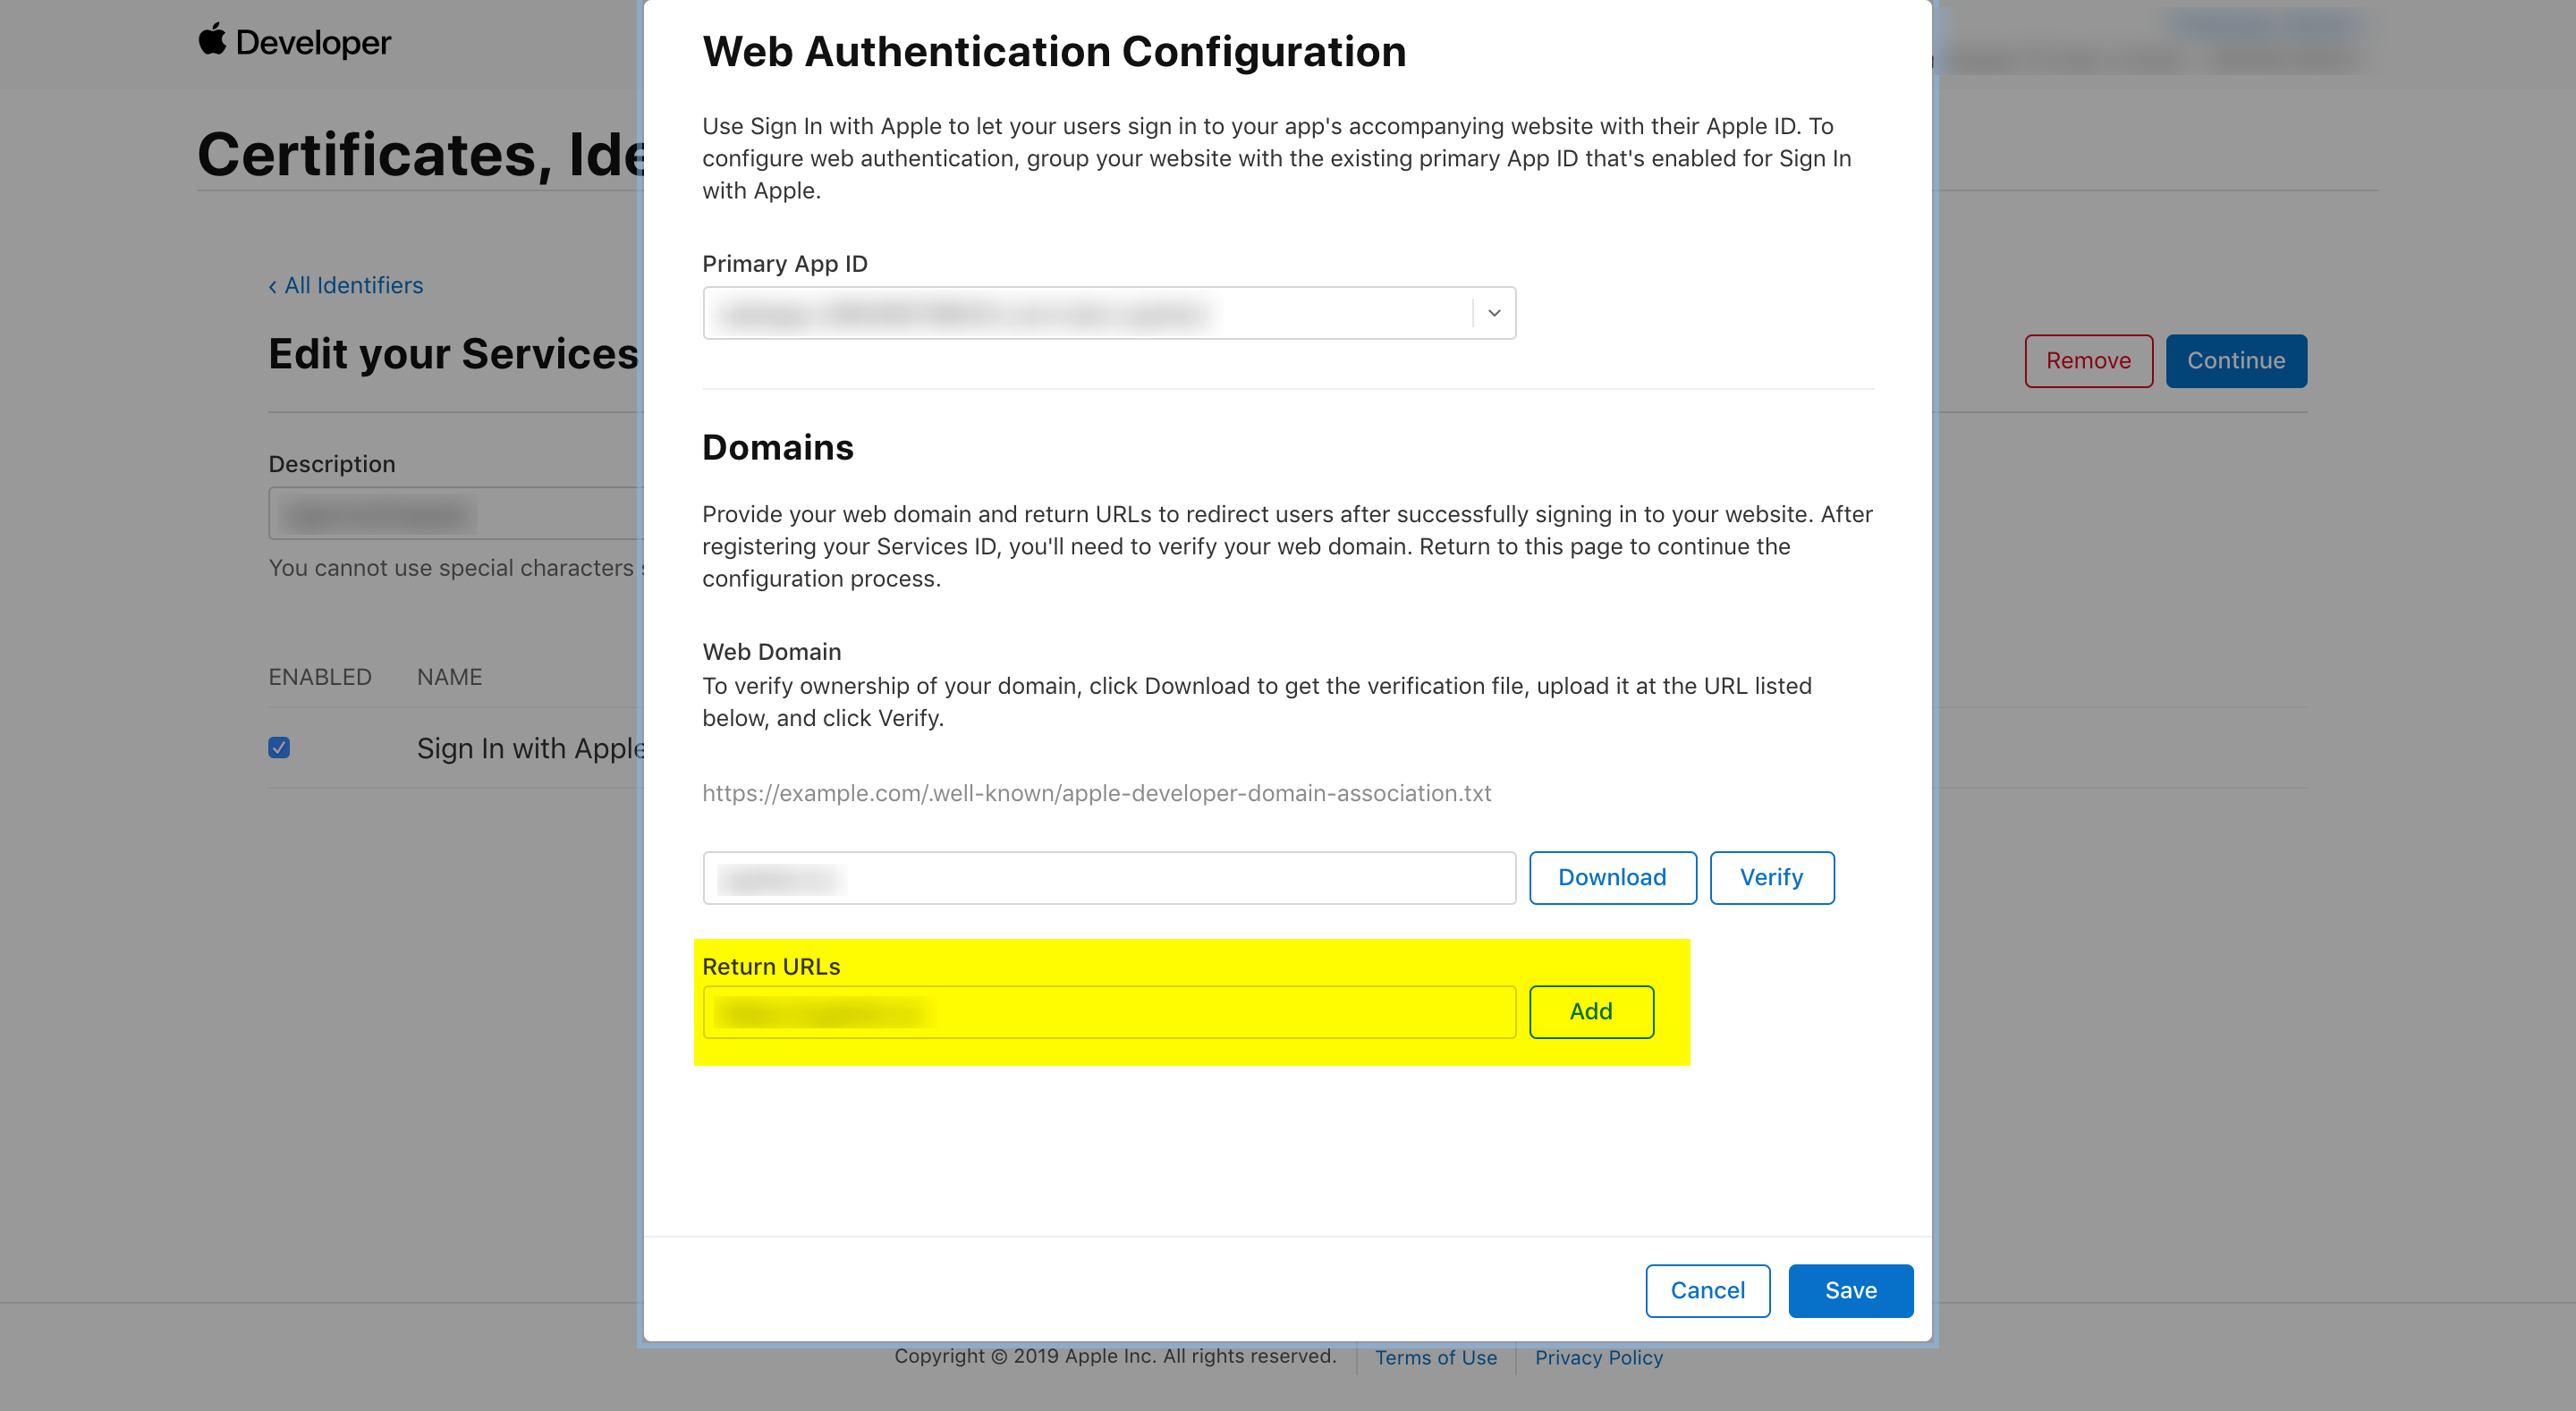 Developer
Certificates, Ide
‹ All Identifiers
Edit your Services
Remove
Continue
Description
You cannot use special characters s
ENABLED NAME
Sign In with Apple
Web Authentication Configuration
Use Sign In with Apple to let your users sign in to your app's accompanying website with their Apple ID. To
configure web authentication, group your website with the existing primary App ID that's enabled for Sign In
with Apple.
Primary App ID
Domains
Provide your web domain and return URLs to redirect users after successfully signing in to your website. After
registering your Services ID, you'll need to verify your web domain. Return to this page to continue the
configuration process.
Web Domain
To verify ownership of your domain, click Download to get the verification file, upload it at the URL listed
below, and click Verify.
https://example.com/.well-known/apple-developer-domain-association.txt
Download
Verify
Return URLs
Add
Cancel
Save
Copyright © 2019 Apple Inc. All rights reserved.
Terms of Use
Privacy Policy